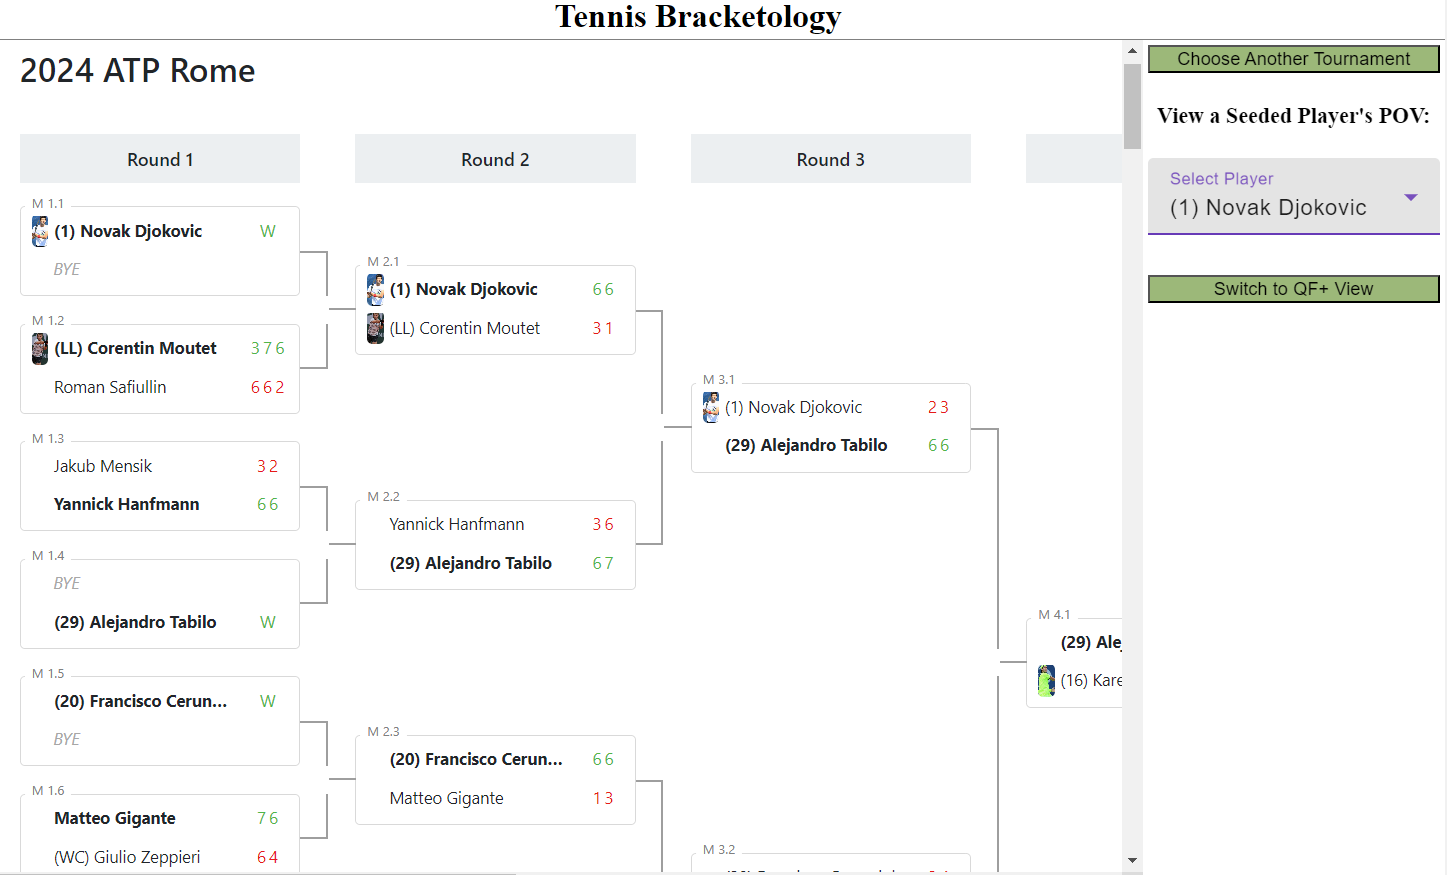 Tennis Bracketology
2024 ATP Rome
Round 1
Round 2
Round 3
M 1.1
(1) Novak Djokovic W
BYE
M 1.2
(LL) Corentin Moutet 3 7 6
Roman Safiullin 6 6 2
M 1.3
Jakub Mensik 3 2
Yannick Hanfmann 6 6
M 1.4
BYE
(29) Alejandro Tabilo W
M 1.5
(20) Francisco Cerun... W
BYE
M 1.6
Matteo Gigante 7 6
(WC) Giulio Zeppieri 6 4
M 2.1
(1) Novak Djokovic 6 6
(LL) Corentin Moutet 3 1
M 2.2
Yannick Hanfmann 3 6
(29) Alejandro Tabilo 6 7
M 2.3
(20) Francisco Cerun... 6 6
Matteo Gigante 1 3
M 3.1
(1) Novak Djokovic 2 3
(29) Alejandro Tabilo 6 6
M 3.2
M 4.1
(29) Ale
(16) Kare
Choose Another Tournament
View a Seeded Player's POV:
Select Player
(1) Novak Djokovic
Switch to QF+ View